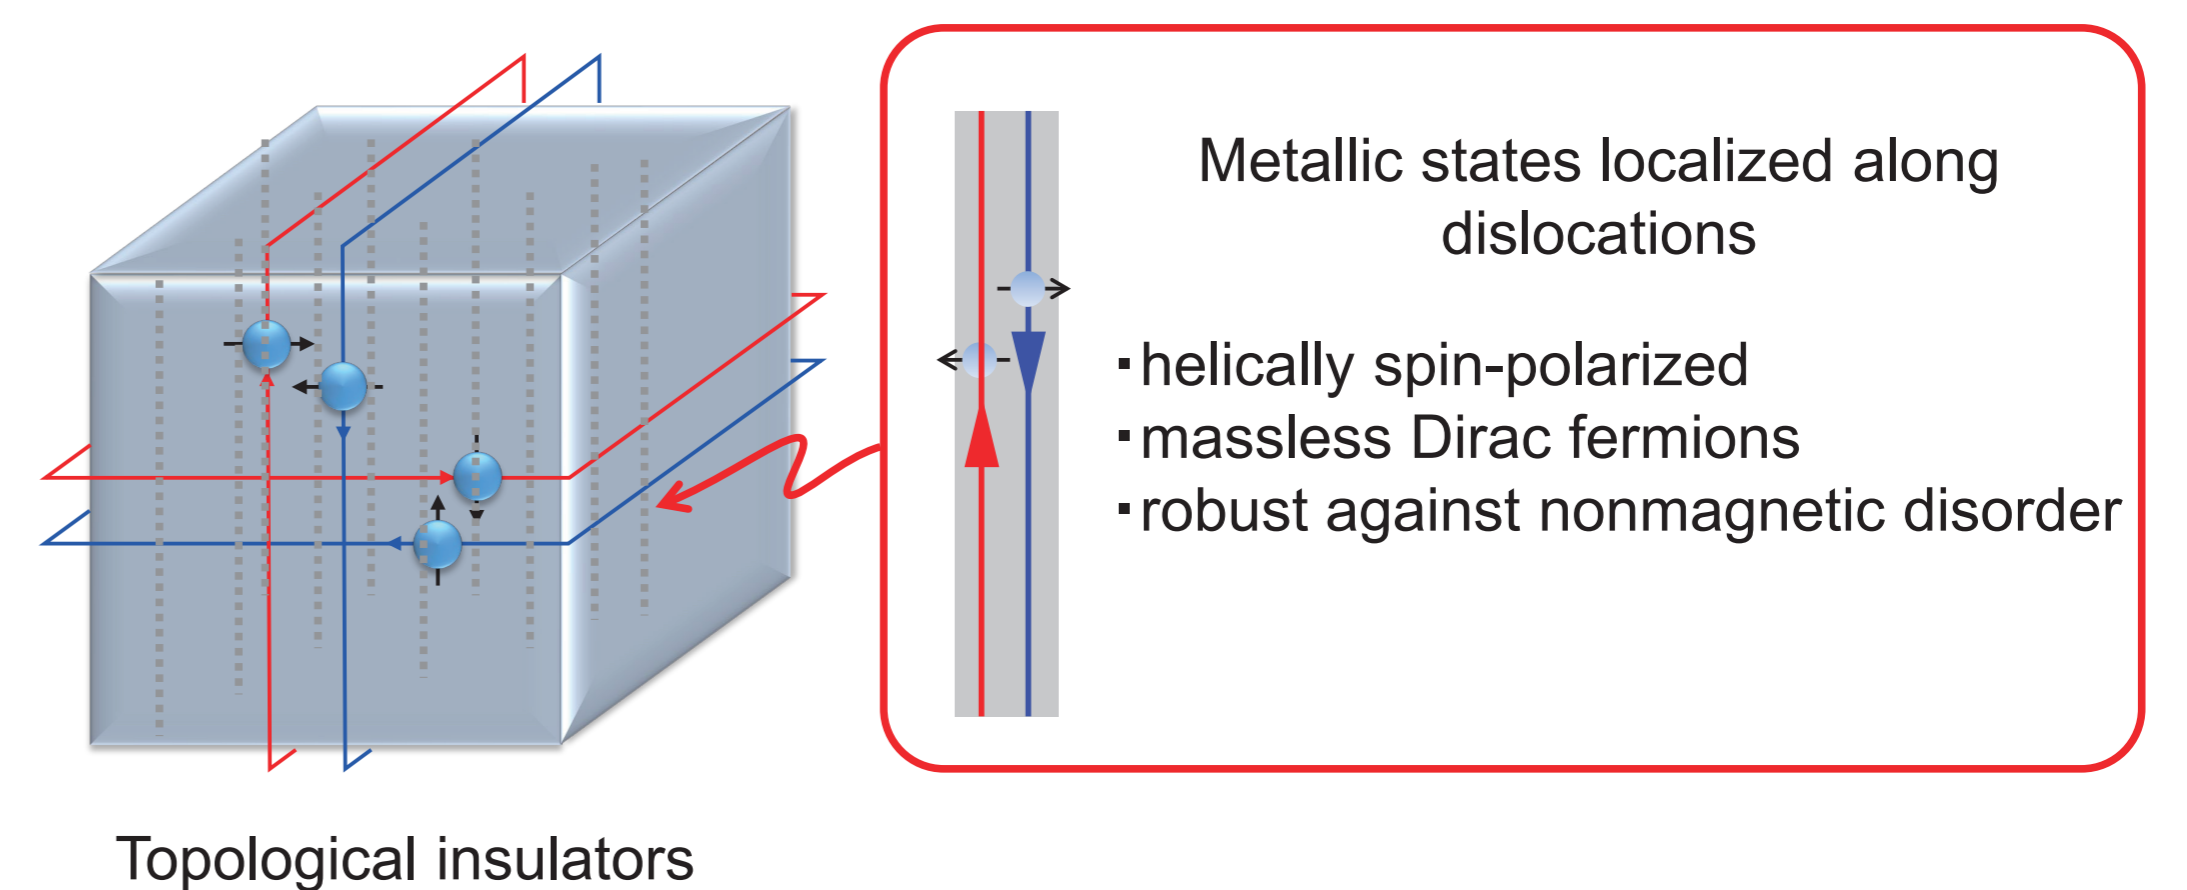 Metallic states localized along
dislocations
･helically spin-polarized
･massless Dirac fermions
･robust against nonmagnetic disorder
Topological insulators